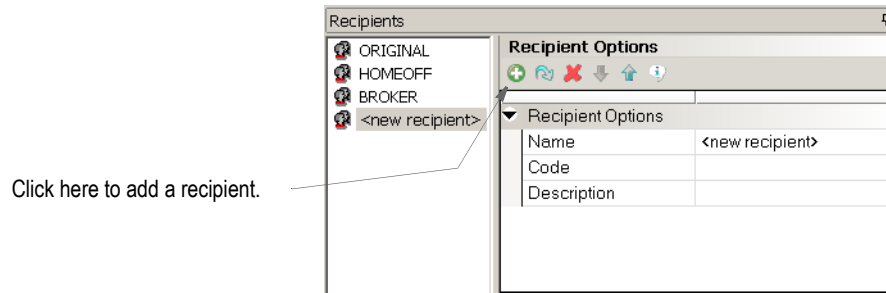 Recipients
ORIGINAL
HOMEOFF
BROKER
<new recipient>
Recipient Options
Recipient Options
Name <new recipient>
Code
Description
Click here to add a recipient.